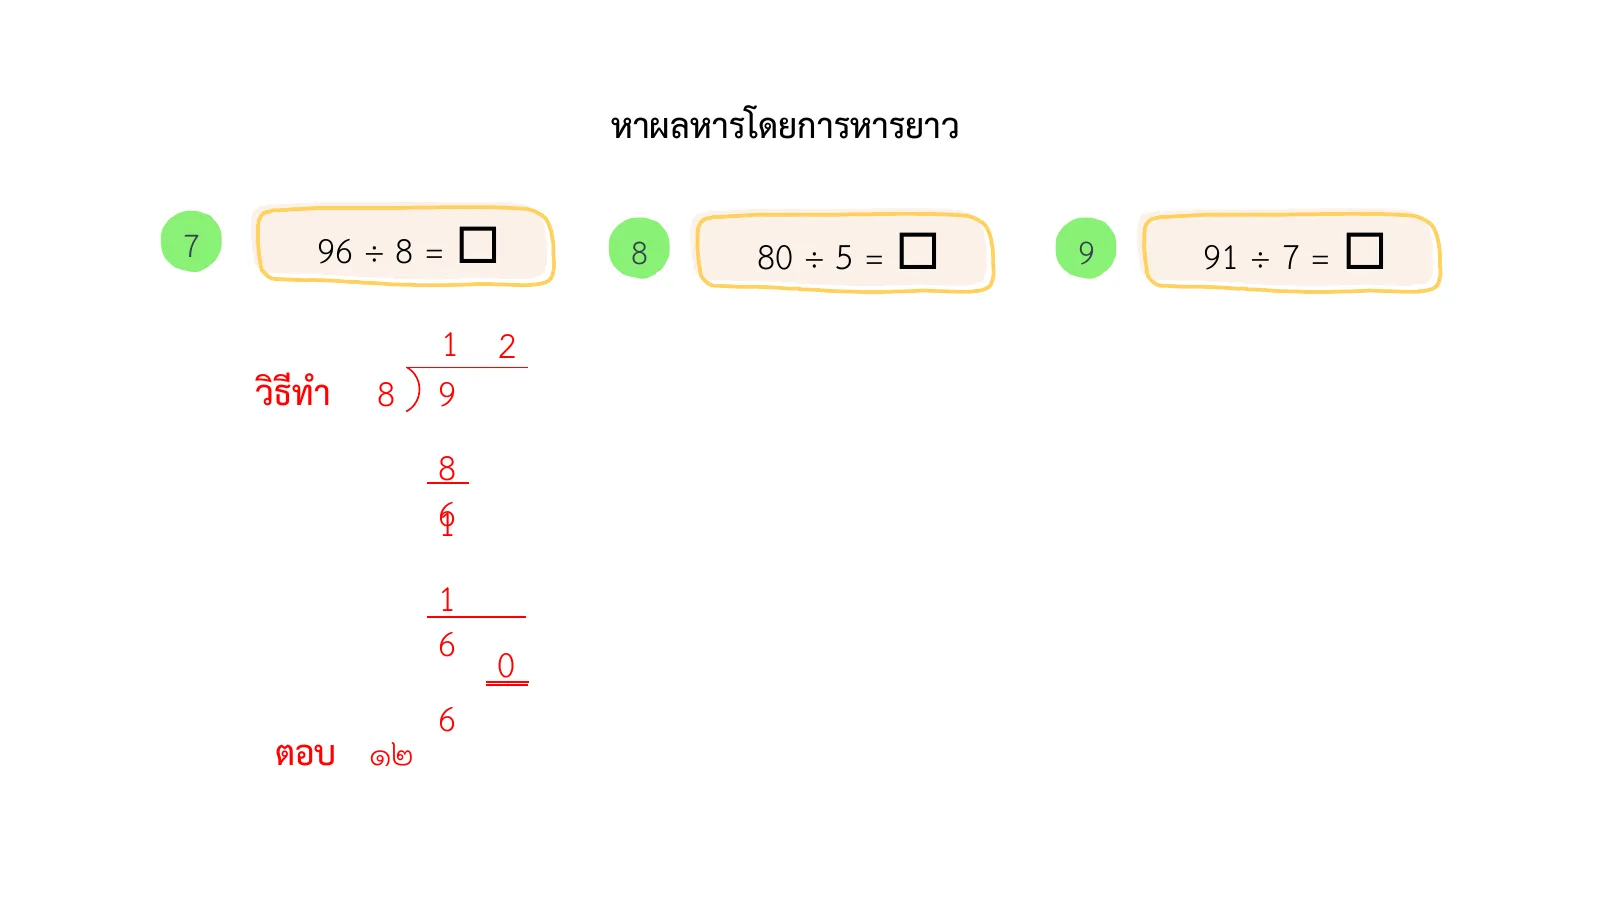 หาผลหารโดยการหารยาว
7 96 ÷ 8 = □
8 80 ÷ 5 = □
9 91 ÷ 7 = □
1 2
วิธีทำ 8 9
8
6
1
1
6
0
6
ตอบ ๑๒